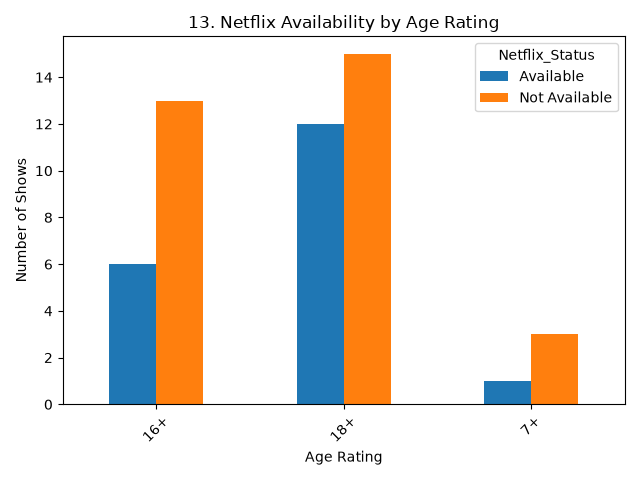 13. Netflix Availability by Age Rating
Netflix_Status
Available
Not Available
Number of Shows
14
12
10
8
6
4
2
0
16+
18+
7+
Age Rating